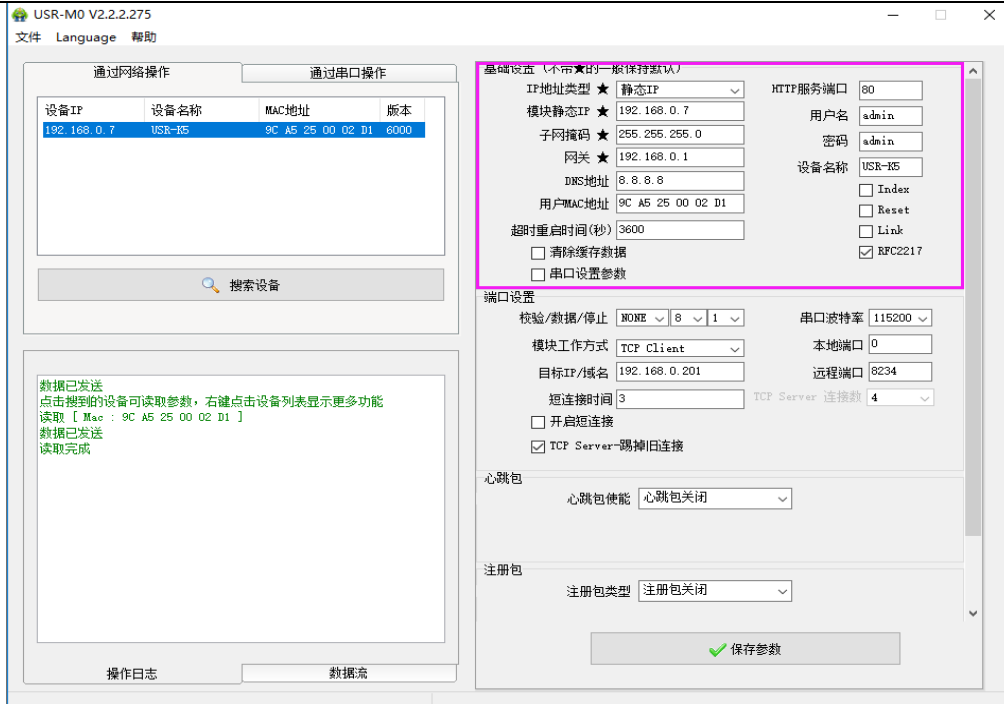 USR-M0 V2.2.2.275
文件 Language 帮助
通过网络操作 通过串口操作
设备IP 设备名称 MAC地址 版本
192.168.0.7 USR-K5 9C A5 25 00 02 D1 6000
搜索设备
数据已发送
点击搜到的设备可读取参数，右键点击设备列表显示更多功能
读取 [ Mac : 9C A5 25 00 02 D1 ]
数据已发送
读取完成
操作日志 数据流
基础设置 (不带★的一般保持默认)
IP地址类型 ★ 静态IP
模块静态IP ★ 192.168.0.7
子网掩码 ★ 255.255.255.0
网关 ★ 192.168.0.1
DNS地址 8.8.8.8
用户MAC地址 9C A5 25 00 02 D1
超时重启时间(秒) 3600
清除缓存数据
串口设置参数
HTTP服务端口 80
用户名 admin
密码 admin
设备名称 USR-K5
Index
Reset
Link
RFC2217
端口设置
校验/数据/停止 NONE 8 1
模块工作方式 TCP Client
目标IP/域名 192.168.0.201
短连接时间 3
开启短连接
TCP Server-踢掉旧连接
串口波特率 115200
本地端口 0
远程端口 8234
TCP Server 连接数 4
心跳包
心跳包使能 心跳包关闭
注册包
注册包类型 注册包关闭
保存参数